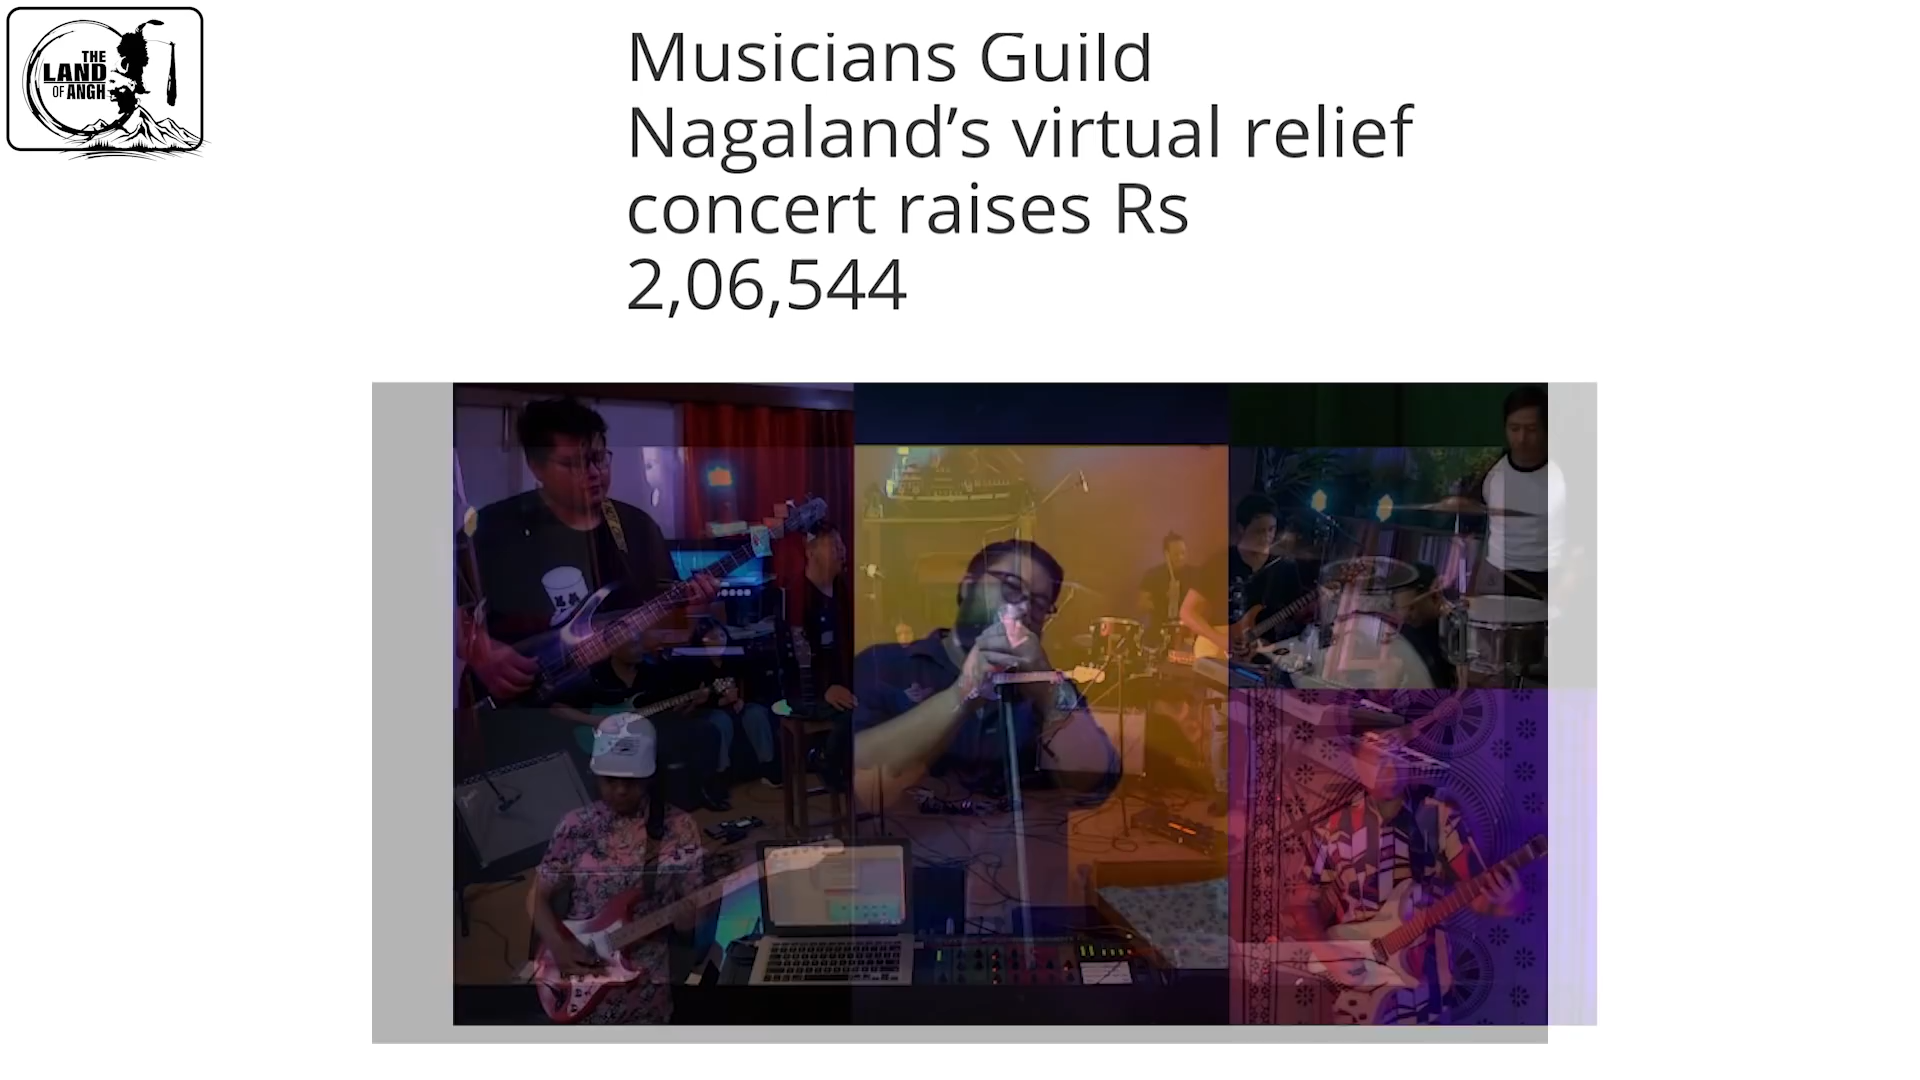 THE
LAND
OF ANGH
Musicians Guild
Nagaland’s virtual relief
concert raises Rs
2,06,544